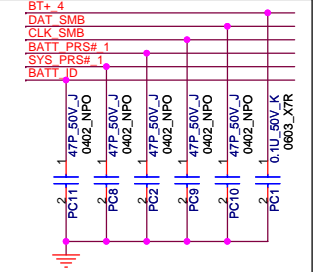 BT+_4
DAT_SMB
CLK_SMB
BATT_PRS#_1
SYS_PRS#_1
BATT_ID
47P_50V_J
0402_NPO
47P_50V_J
0402_NPO
47P_50V_J
0402_NPO
47P_50V_J
0402_NPO
47P_50V_J
0402_NPO
0.1U_50V_K
0603_X7R
1
2
PC11
1
2
PC8
1
2
PC2
1
2
PC9
1
2
PC10
1
2
PC1